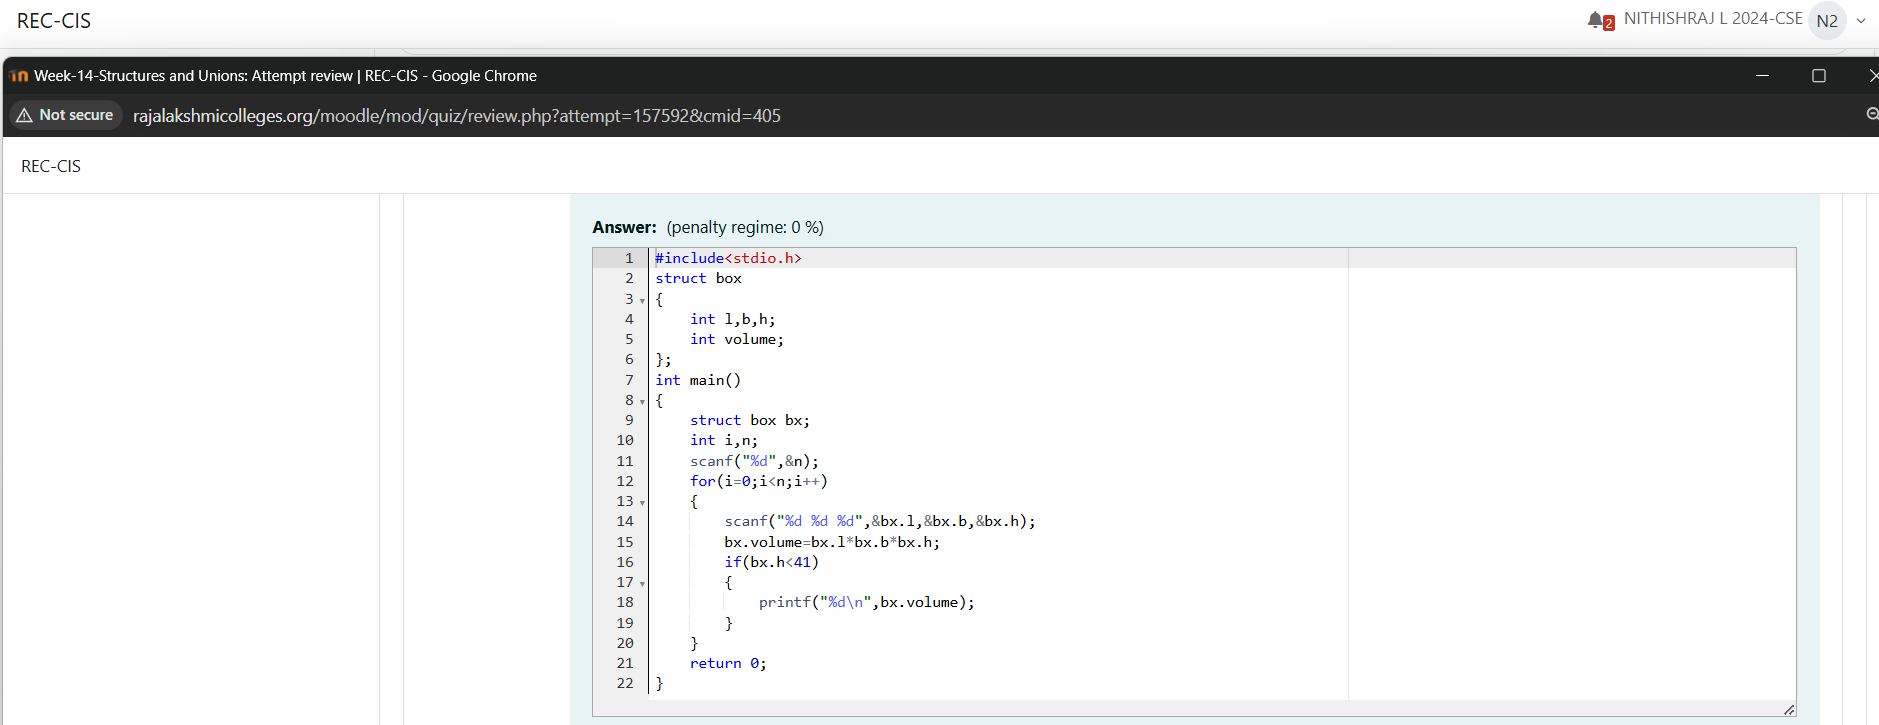 REC-CIS
2
NITHISHRAJ L 2024-CSE
N2
Week-14-Structures and Unions: Attempt review | REC-CIS - Google Chrome
Not secure
rajalakshmicolleges.org/moodle/mod/quiz/review.php?attempt=157592&cmid=405
REC-CIS
Answer: (penalty regime: 0 %)
1 #include<stdio.h>
2 struct box
3 {
4 int l,b,h;
5 int volume;
6 };
7 int main()
8 {
9 struct box bx;
10 int i,n;
11 scanf("%d",&n);
12 for(i=0;i<n;i++)
13 {
14 scanf("%d %d %d",&bx.l,&bx.b,&bx.h);
15 bx.volume=bx.l*bx.b*bx.h;
16 if(bx.h<41)
17 {
18 printf("%d\n",bx.volume);
19 }
20 }
21 return 0;
22 }